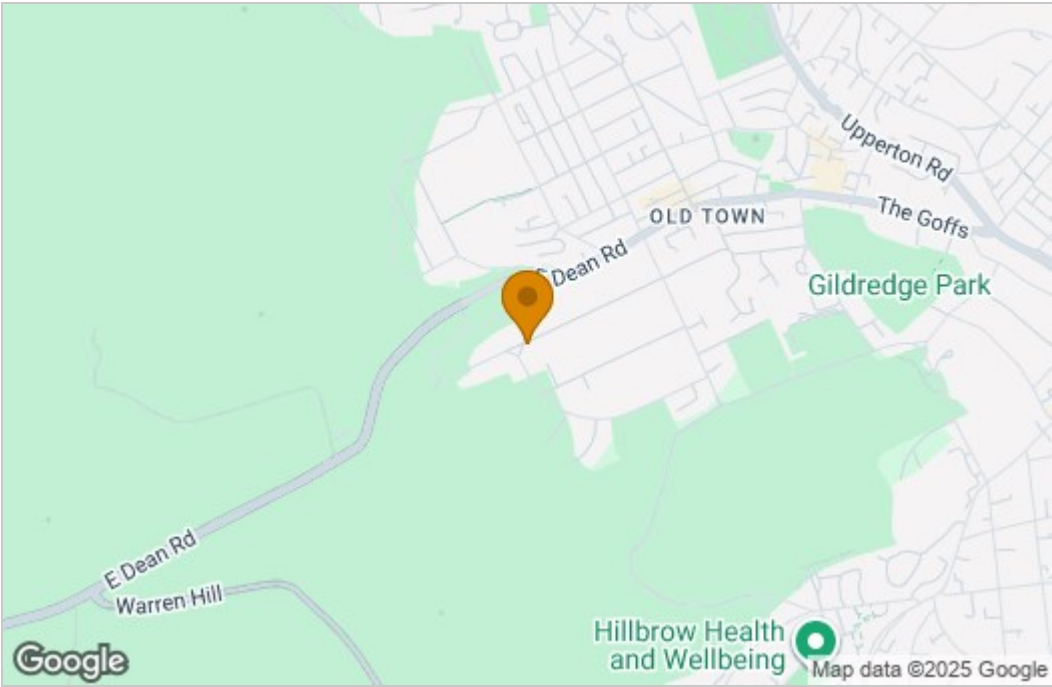 Upperton Rd
The Goffs
OLD TOWN
E Dean Rd
Gildredge Park
E Dean Rd
Warren Hill
Hillbrow Health
and Wellbeing
Google
Map data ©2025 Google